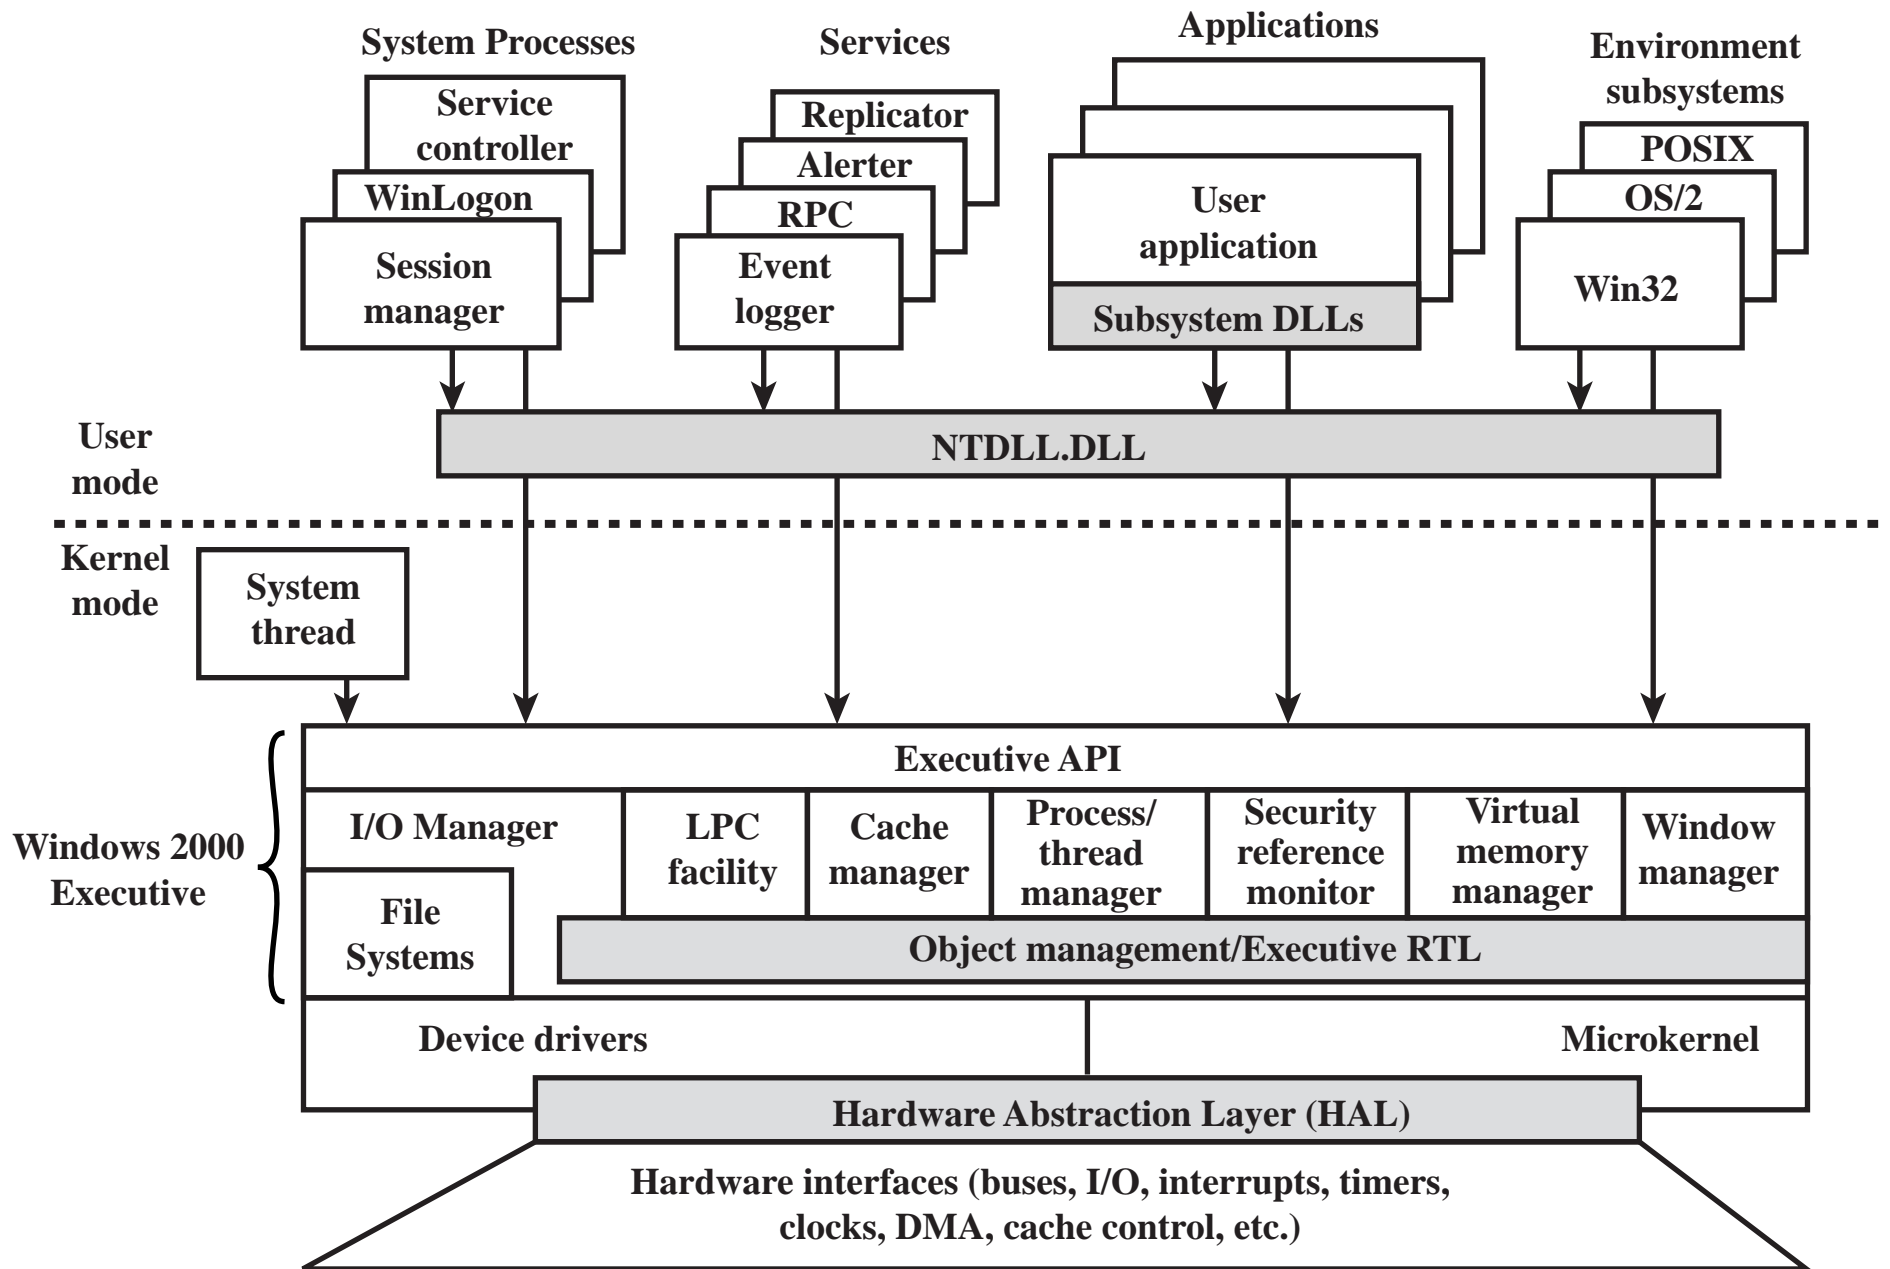 System Processes
Services
Applications
Environment
subsystems
Service
controller
WinLogon
Session
manager
Replicator
Alerter
RPC
Event
logger
User
application
Subsystem DLLs
POSIX
OS/2
Win32
NTDLL.DLL
User
mode
Kernel
mode
System
thread
Windows 2000
Executive
Executive API
I/O Manager
File
Systems
LPC
facility
Cache
manager
Process/
thread
manager
Security
reference
monitor
Virtual
memory
manager
Window
manager
Object management/Executive RTL
Device drivers
Microkernel
Hardware Abstraction Layer (HAL)
Hardware interfaces (buses, I/O, interrupts, timers,
clocks, DMA, cache control, etc.)